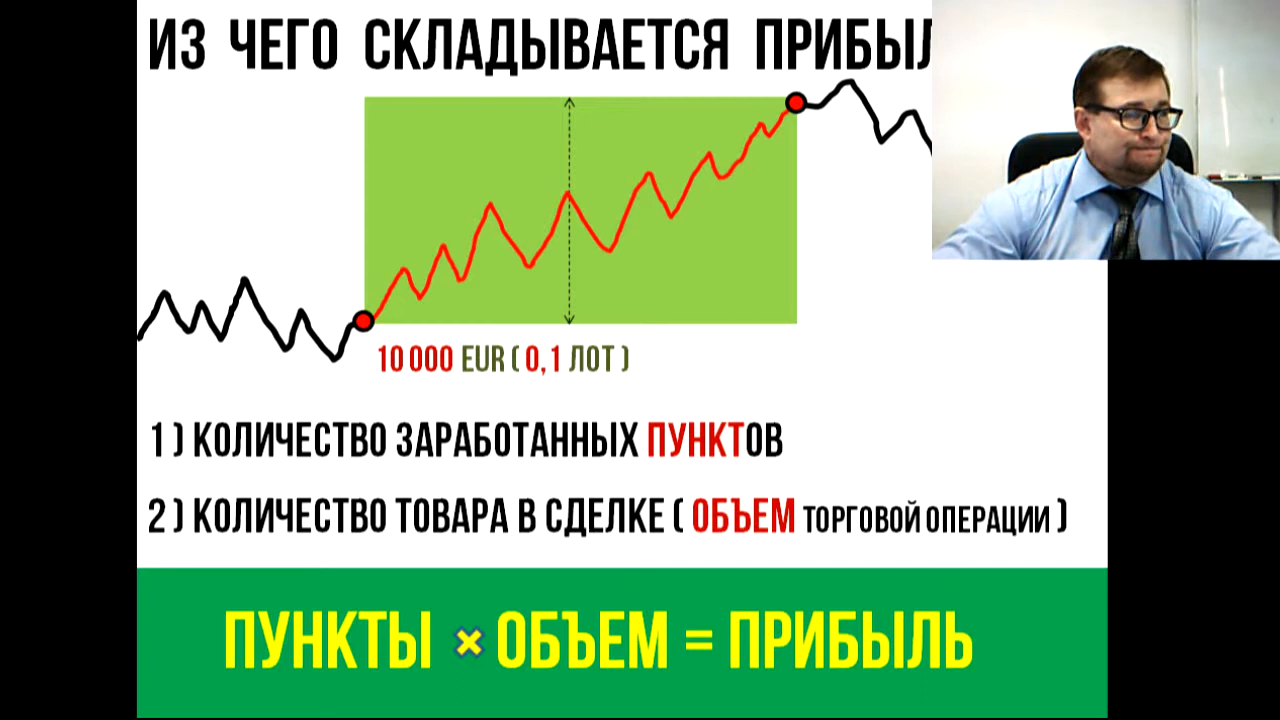 ИЗ ЧЕГО СКЛАДЫВАЕТСЯ ПРИБЫЛ
10 000 EUR ( 0,1 ЛОТ )
1 ) КОЛИЧЕСТВО ЗАРАБОТАННЫХ ПУНКТОВ
2 ) КОЛИЧЕСТВО ТОВАРА В СДЕЛКЕ ( ОБЪЕМ ТОРГОВОЙ ОПЕРАЦИИ )
ПУНКТЫ × ОБЪЕМ = ПРИБЫЛЬ